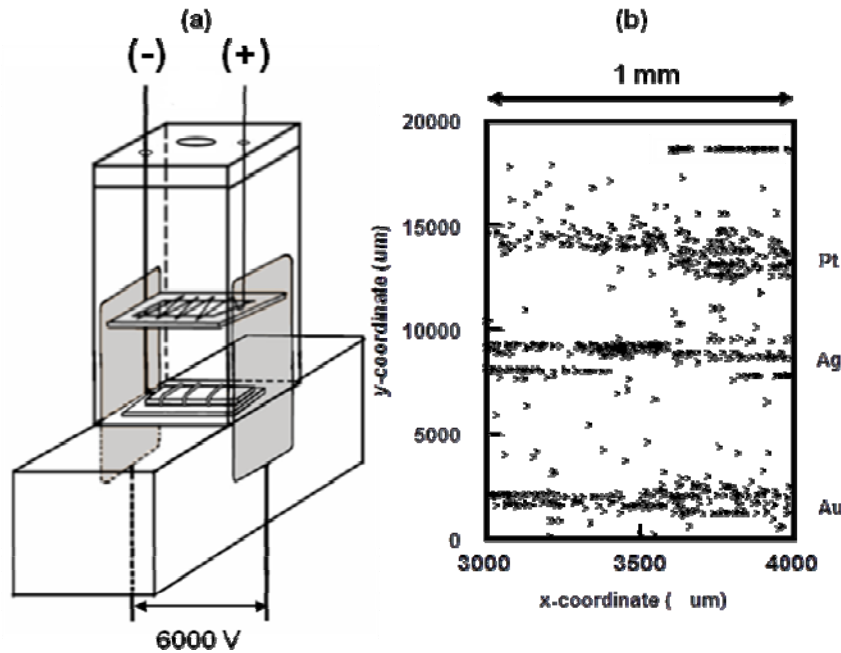 (a)
(-) (+)
6000 V
(b)
1 mm
20000
15000
10000
5000
0
y-coordinate (um)
Pt
Ag
Au
3000 3500 4000
x-coordinate ( um)